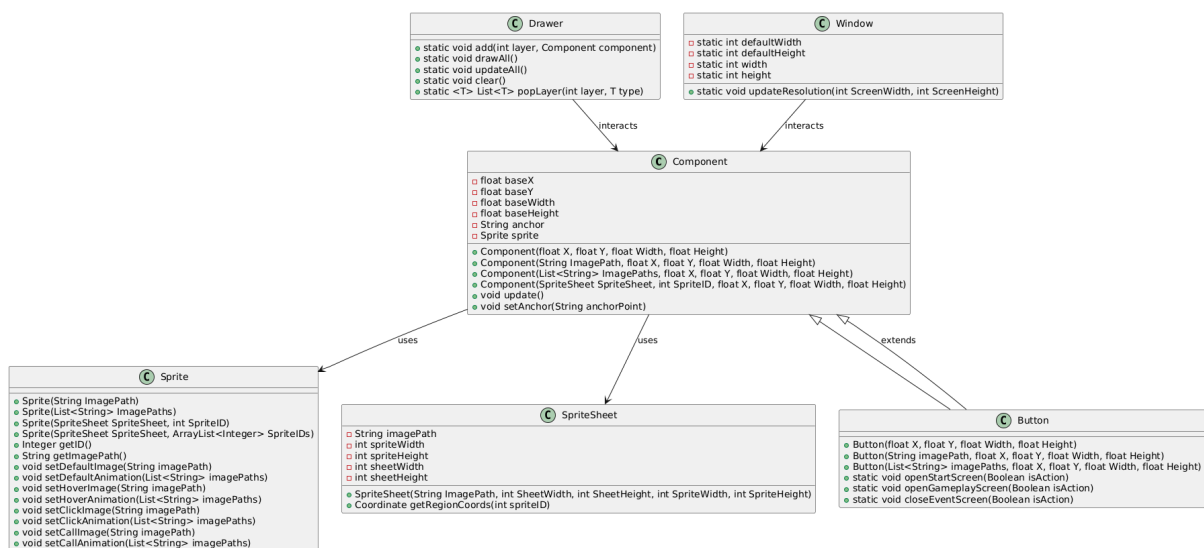 C Drawer
static void add(int layer, Component component)
static void drawAll()
static void updateAll()
static void clear()
static <T> List<T> popLayer(int layer, T type)
C Window
static int defaultWidth
static int defaultHeight
static int width
static int height
static void updateResolution(int ScreenWidth, int ScreenHeight)
interacts
interacts
C Component
float baseX
float baseY
float baseWidth
float baseHeight
String anchor
Sprite sprite
Component(float X, float Y, float Width, float Height)
Component(String ImagePath, float X, float Y, float Width, float Height)
Component(List<String> ImagePaths, float X, float Y, float Width, float Height)
Component(SpriteSheet SpriteSheet, int SpriteID, float X, float Y, float Width, float Height)
void update()
void setAnchor(String anchorPoint)
uses
uses
extends
C Sprite
Sprite(String ImagePath)
Sprite(List<String> ImagePaths)
Sprite(SpriteSheet SpriteSheet, int SpriteID)
Sprite(SpriteSheet SpriteSheet, ArrayList<Integer> SpriteIDs)
Integer getID()
String getImagePath()
void setDefaultImage(String imagePath)
void setDefaultAnimation(List<String> imagePaths)
void setHoverImage(String imagePath)
void setHoverAnimation(List<String> imagePaths)
void setClickImage(String imagePath)
void setClickAnimation(List<String> imagePaths)
void setCallImage(String imagePath)
void setCallAnimation(List<String> imagePaths)
C SpriteSheet
String imagePath
int spriteWidth
int spriteHeight
int sheetWidth
int sheetHeight
SpriteSheet(String ImagePath, int SheetWidth, int SheetHeight, int SpriteWidth, int SpriteHeight)
Coordinate getRegionCoords(int spriteID)
C Button
Button(float X, float Y, float Width, float Height)
Button(String imagePath, float X, float Y, float Width, float Height)
Button(List<String> imagePaths, float X, float Y, float Width, float Height)
static void openStartScreen(Boolean isAction)
static void openGameplayScreen(Boolean isAction)
static void closeEventScreen(Boolean isAction)